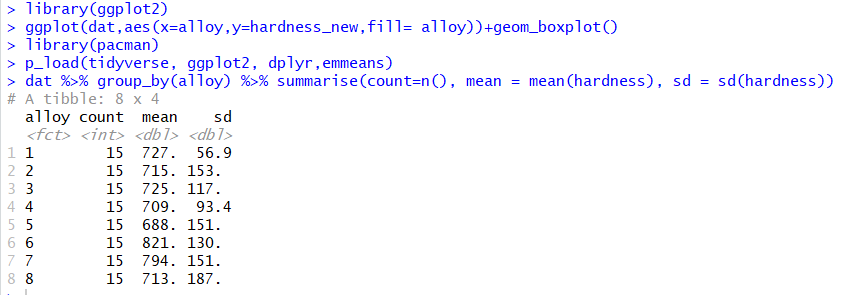 > library(ggplot2)
> ggplot(dat,aes(x=alloy,y=hardness_new,fill= alloy))+geom_boxplot()
> library(pacman)
> p_load(tidyverse, ggplot2, dplyr,emmeans)
> dat %>% group_by(alloy) %>% summarise(count=n(), mean = mean(hardness), sd = sd(hardness))
# A tibble: 8 x 4
  alloy count  mean    sd
  <fct> <int> <dbl> <dbl>
1 1        15  727.  56.9
2 2        15  715. 153.
3 3        15  725. 117.
4 4        15  709.  93.4
5 5        15  688. 151.
6 6        15  821. 130.
7 7        15  794. 151.
8 8        15  713. 187.